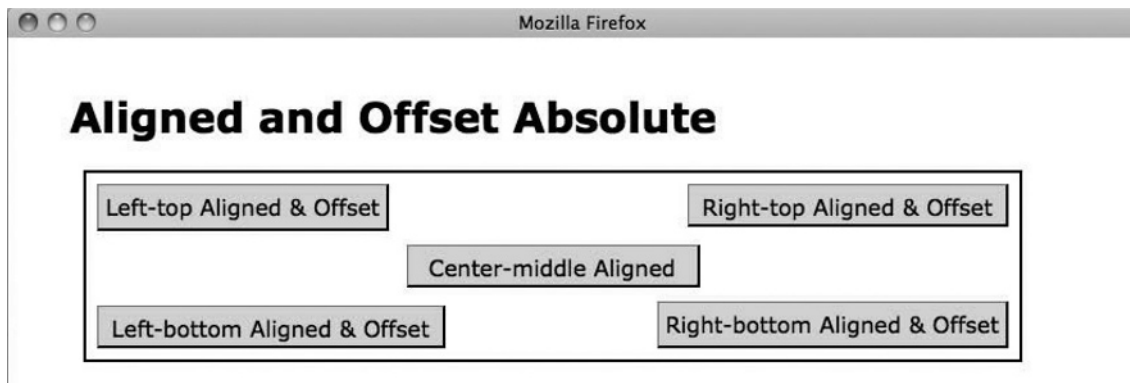 Mozilla Firefox
Aligned and Offset Absolute
Left-top Aligned & Offset
Right-top Aligned & Offset
Center-middle Aligned
Left-bottom Aligned & Offset
Right-bottom Aligned & Offset